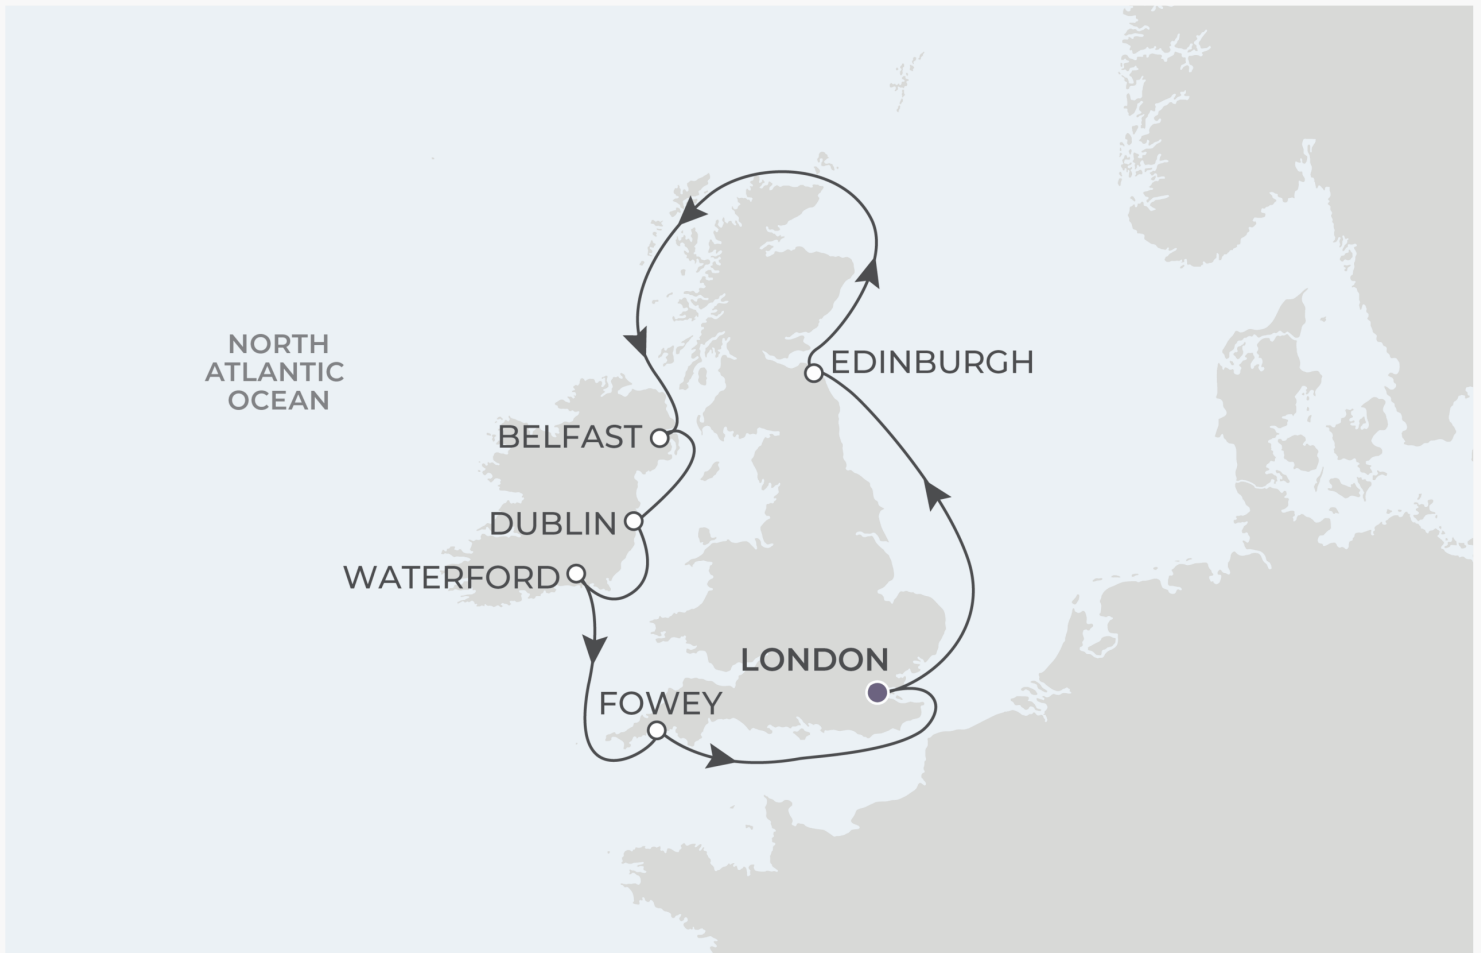 NORTH
ATLANTIC
OCEAN
EDINBURGH
BELFAST
DUBLIN
WATERFORD
LONDON
FOWEY